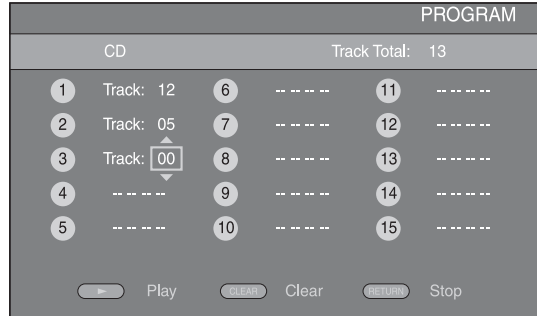 PROGRAM
CD Track Total: 13
1 Track: 12 6 -- -- -- -- 11 -- -- -- --
2 Track: 05 7 -- -- -- -- 12 -- -- -- --
3 Track: 00 8 -- -- -- -- 13 -- -- -- --
4 -- -- -- -- 9 -- -- -- -- 14 -- -- -- --
5 -- -- -- -- 10 -- -- -- -- 15 -- -- -- --
Play CLEAR Clear RETURN Stop